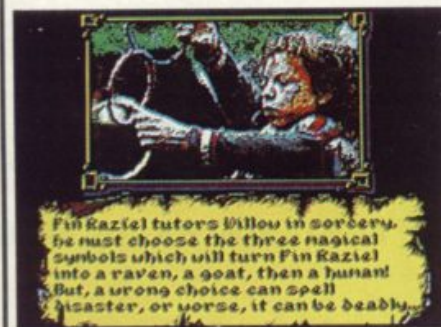 Fin Raziel tutors Willow in sorcery.
He must choose the three magical
symbols which will turn Fin Raziel
into a raven, a goat, then a human!
But, a wrong choice can spell
disaster, or worse, it can be deadly...